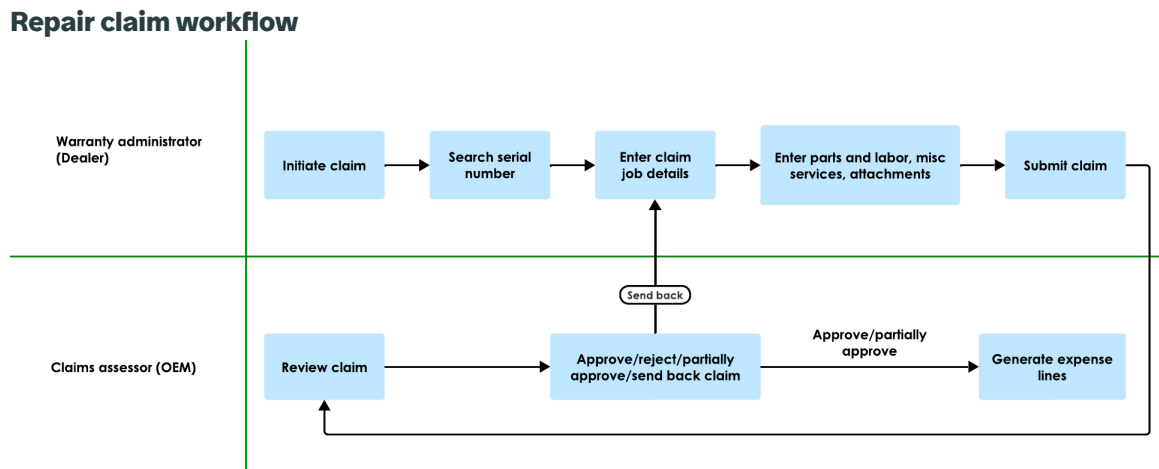 Repair claim workflow
Warranty administrator
(Dealer)
Initiate claim
Search serial
number
Enter claim
job details
Enter parts and labor, misc
services, attachments
Submit claim
Send back
Claims assessor (OEM)
Review claim
Approve/reject/partially
approve/send back claim
Approve/partially
approve
Generate expense
lines